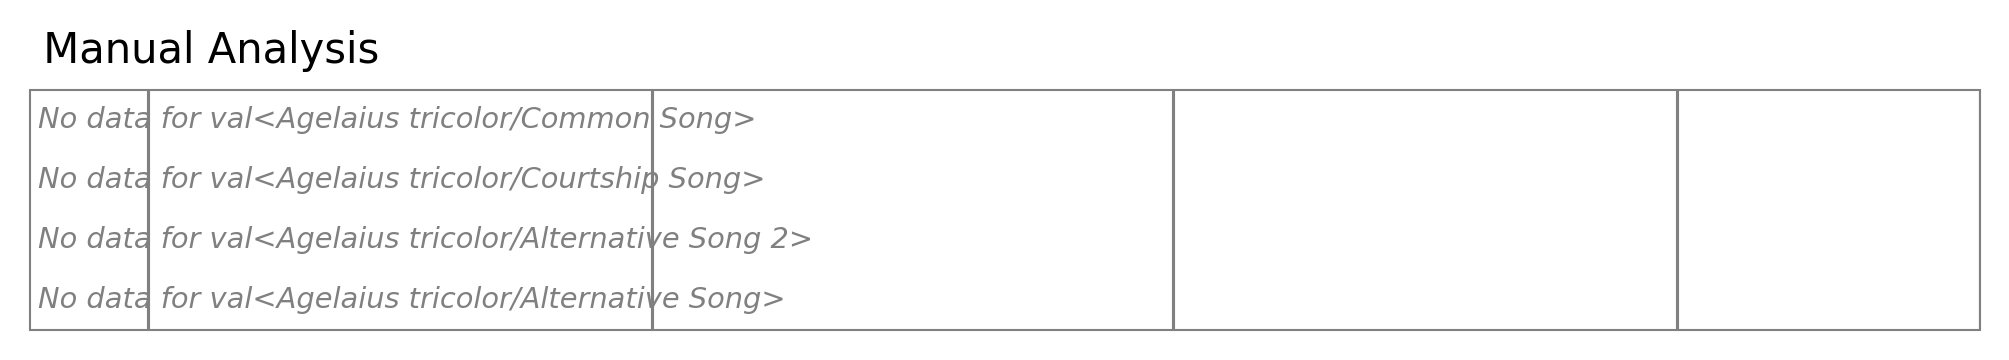 Manual Analysis
No data for val<Agelaius tricolor/Common Song>
No data for val<Agelaius tricolor/Courtship Song>
No data for val<Agelaius tricolor/Alternative Song 2>
No data for val<Agelaius tricolor/Alternative Song>